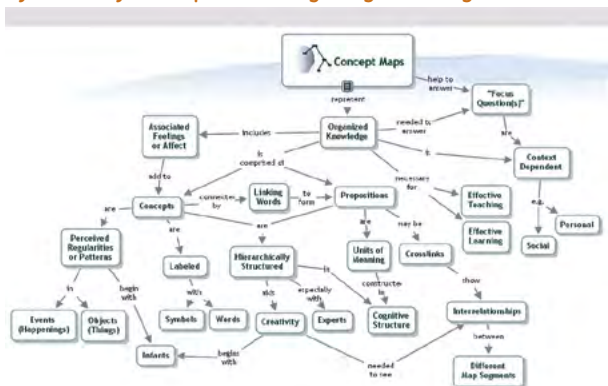 Concept Maps
help to
answer
"Focus
Question(s)"
represent
needed to
answer
Associated
Feelings
or Affect
includes
Organized
Knowledge
are
is
comprised of
is
Context
Dependent
add to
necessary
for
Effective
Teaching
e.g.
Personal
Concepts
connected
by
Linking
Words
to
form
Propositions
Effective
Learning
Social
are
are
are
are
may be
Perceived
Regularities
or Patterns
Labeled
Hierarchically
Structured
Units of
Meaning
Crosslinks
in
begin
with
with
especially
with
in
constructed
in
show
Events
(Happenings)
Objects
(Things)
Symbols
Words
Creativity
Experts
Cognitive
Structure
Interrelationships
Infants
begins
with
needed
to see
between
Different
Map Segments